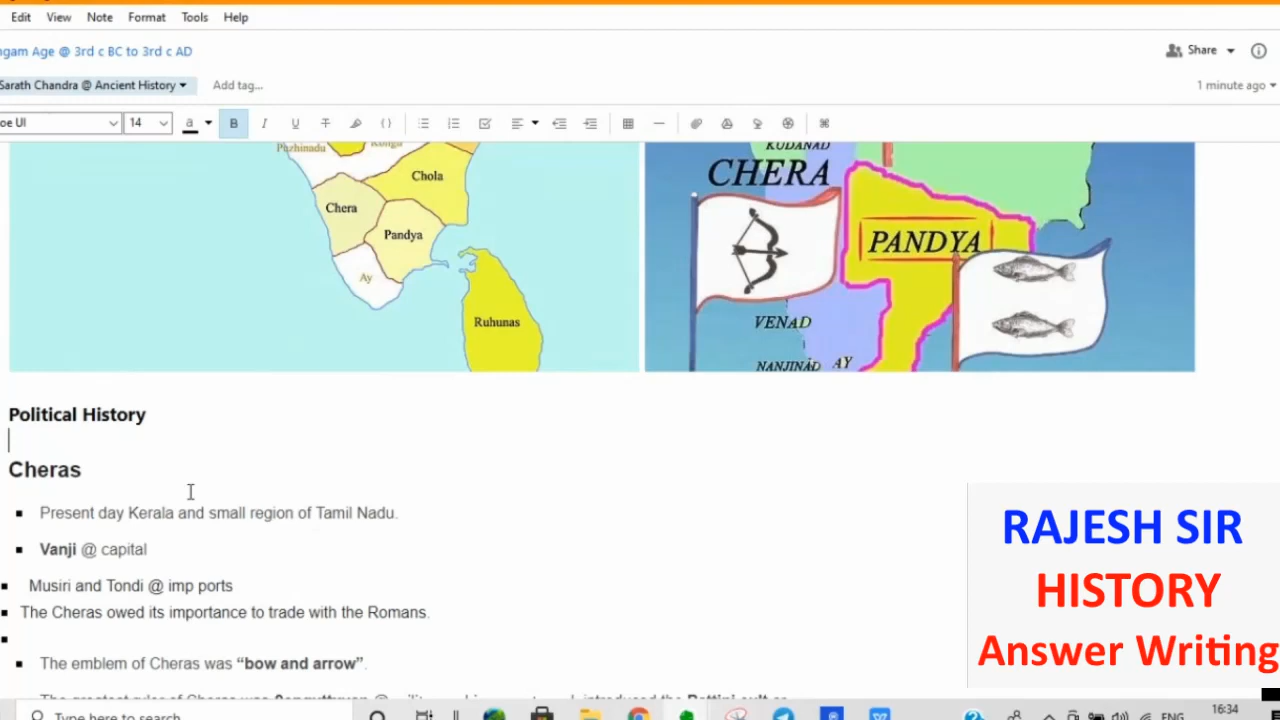 Edit View Note Format Tools Help
ngam Age @ 3rd c BC to 3rd c AD
Share
Sarath Chandra @ Ancient History Add tag...
1 minute ago
oe UI 14 a B I U T
Puzhinadu Konga
Chola
Chera
Pandya
Ay
Ruhunas
KUDANAD
CHERA
PANDYA
VENAD
NANJINAD AY
Political History
Cheras
Present day Kerala and small region of Tamil Nadu.
Vanji @ capital
Musiri and Tondi @ imp ports
The Cheras owed its importance to trade with the Romans.
The emblem of Cheras was “bow and arrow”.
RAJESH SIR
HISTORY
Answer Writing
Type here to search
ENG
16:34